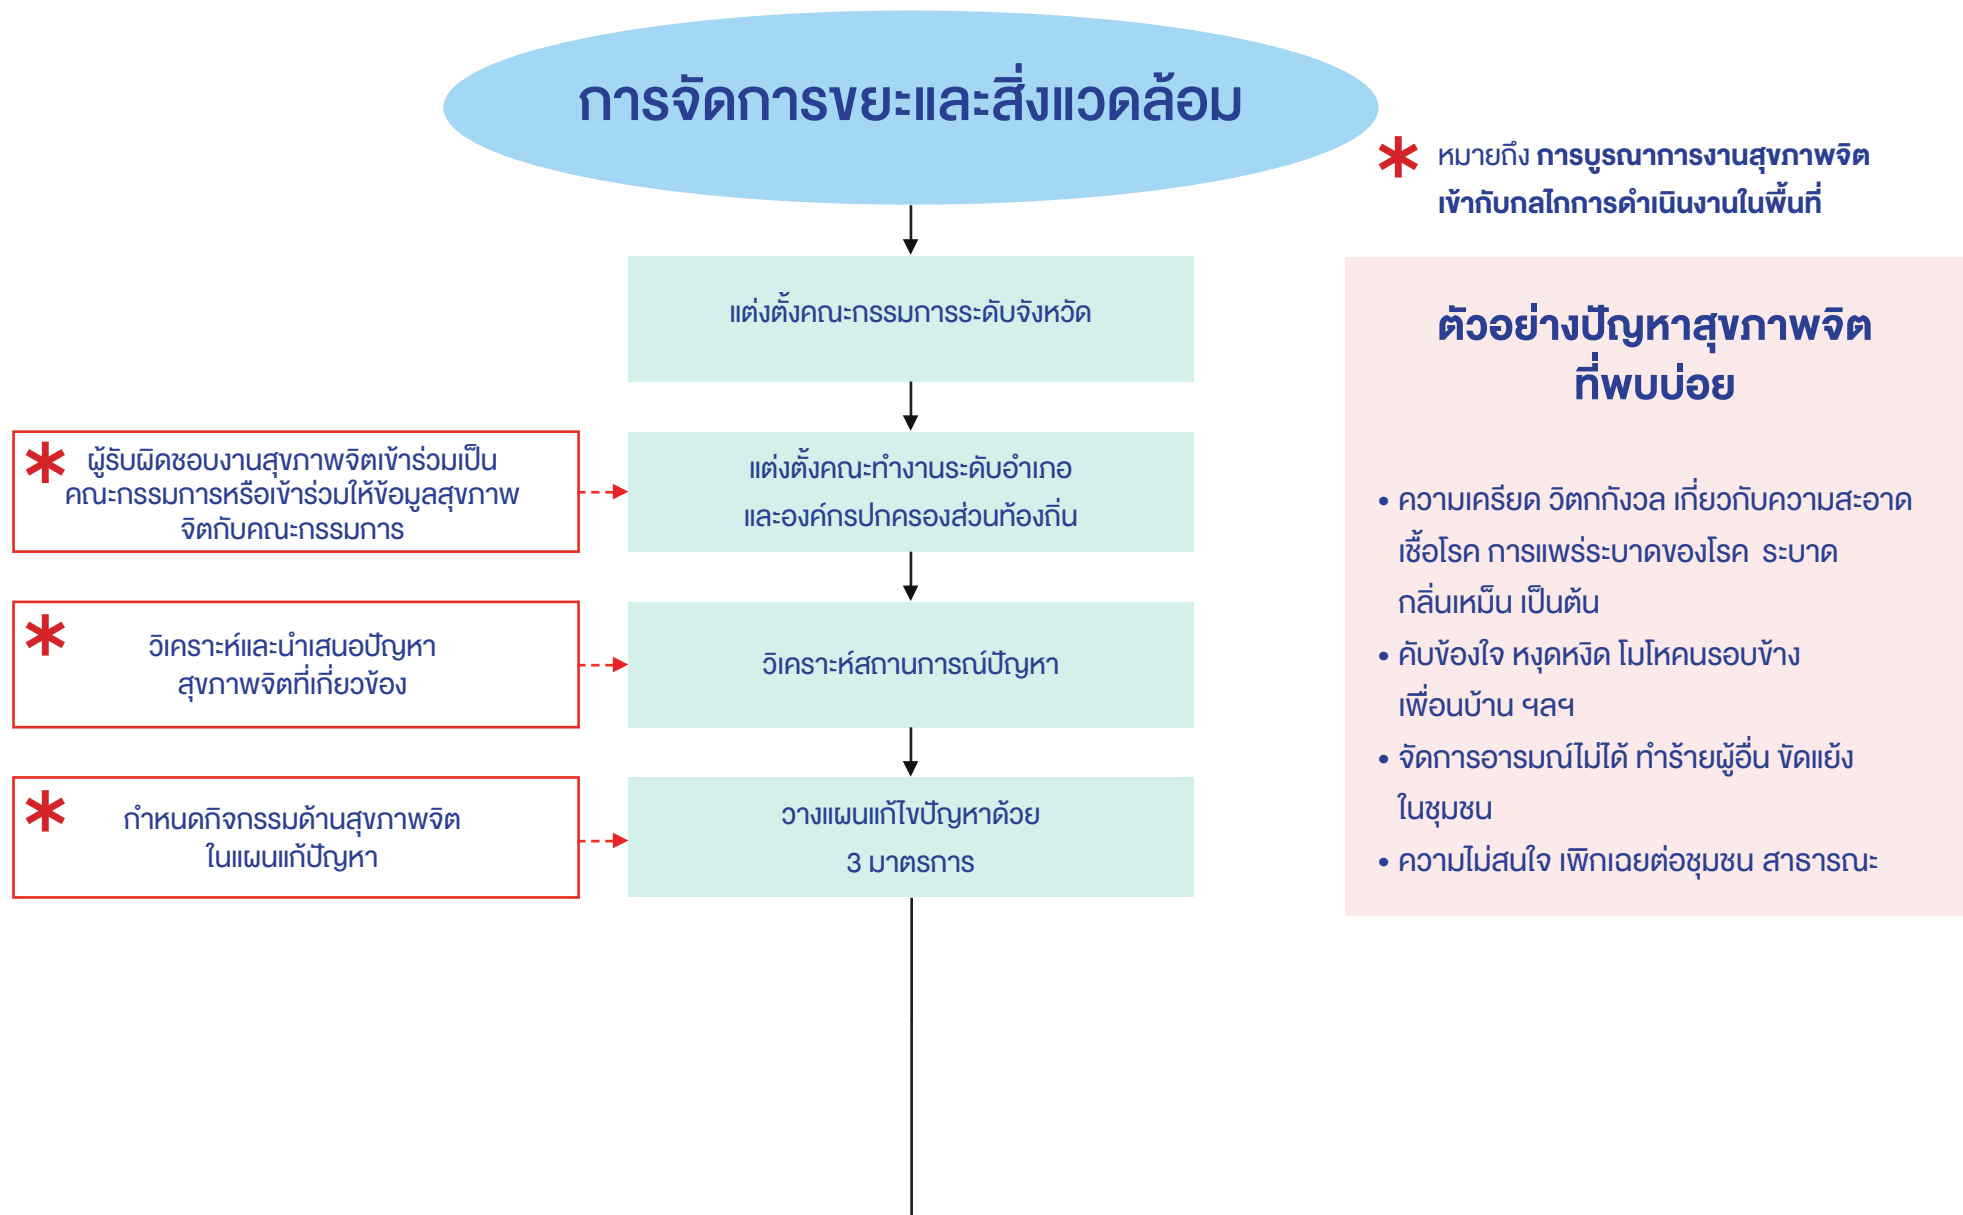 การจัดการขยะและสิ่งแวดล้อม
* หมายถึง การบูรณาการงานสุขภาพจิต
เข้ากับกลไกการดำเนินงานในพื้นที่
แต่งตั้งคณะกรรมการระดับจังหวัด
* ผู้รับผิดชอบงานสุขภาพจิตเข้าร่วมเป็น
คณะกรรมการหรือเข้าร่วมให้ข้อมูลสุขภาพ
จิตกับคณะกรรมการ
แต่งตั้งคณะทำงานระดับอำเภอ
และองค์กรปกครองส่วนท้องถิ่น
* วิเคราะห์และนำเสนอปัญหา
สุขภาพจิตที่เกี่ยวข้อง
วิเคราะห์สถานการณ์ปัญหา
* กำหนดกิจกรรมด้านสุขภาพจิต
ในแผนแก้ปัญหา
วางแผนแก้ไขปัญหาด้วย
3 มาตรการ
ตัวอย่างปัญหาสุขภาพจิต
ที่พบบ่อย
• ความเครียด วิตกกังวล เกี่ยวกับความสะอาด
เชื้อโรค การแพร่ระบาดของโรค ระบาด
กลิ่นเหม็น เป็นต้น
• คับข้องใจ หงุดหงิด โมโหคนรอบข้าง
เพื่อนบ้าน ฯลฯ
• จัดการอารมณ์ไม่ได้ ทำร้ายผู้อื่น ขัดแย้ง
ในชุมชน
• ความไม่สนใจ เพิกเฉยต่อชุมชน สาธารณะ